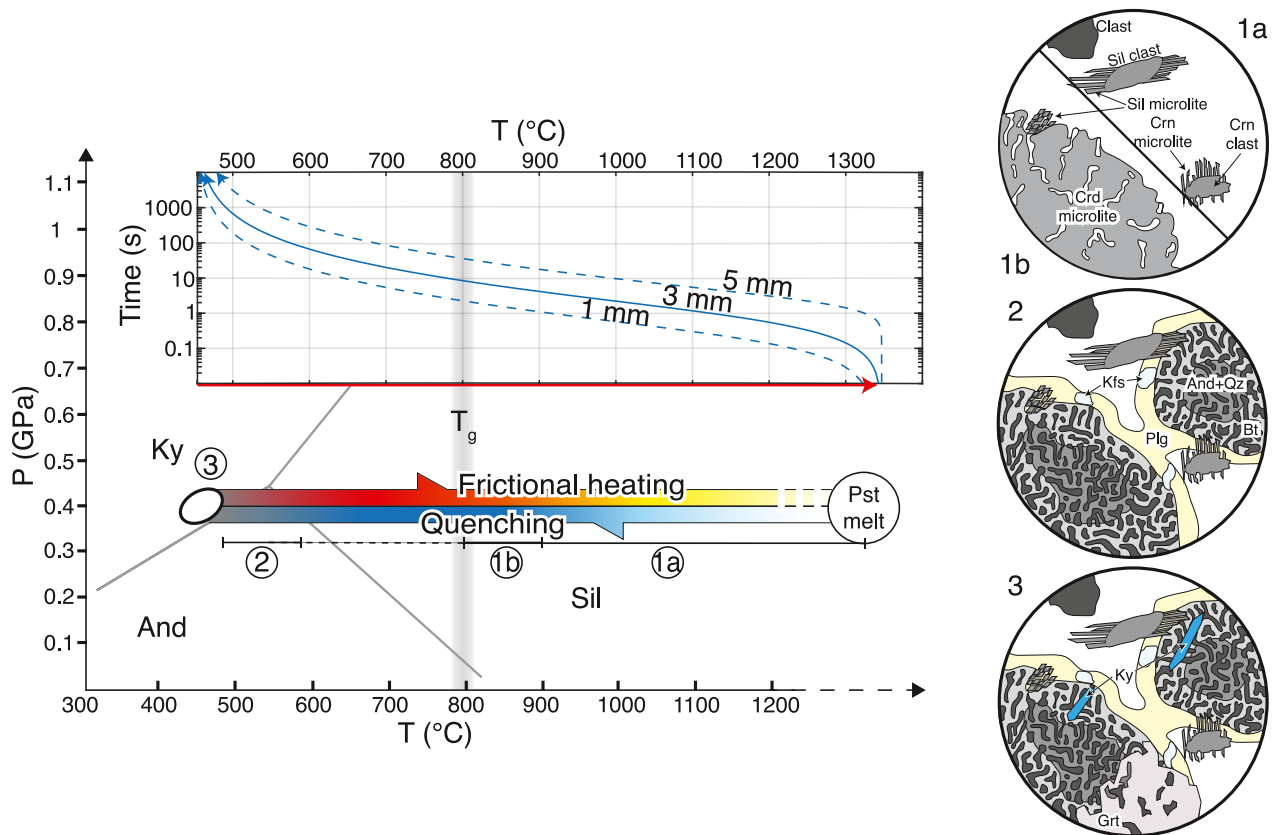 T (°C)
500 600 700 800 900 1000 1100 1200 1300
Time (s)
1000
100
10
1
0.1
5 mm
3 mm
1 mm
P (GPa)
1.1
1
0.9
0.8
0.7
0.6
0.5
0.4
0.3
0.2
0.1
Tg
Ky
3
Frictional heating
Quenching
Pst
melt
2
1b
1a
Sil
And
300 400 500 600 700 800 900 1000 1100 1200
T (°C)
1a
Clast
Sil clast
Sil microlite
Crn
microlite
Crn
clast
Crd
microlite
1b
2
Kfs
And+Qz
Bt
Plg
3
Ky
Grt